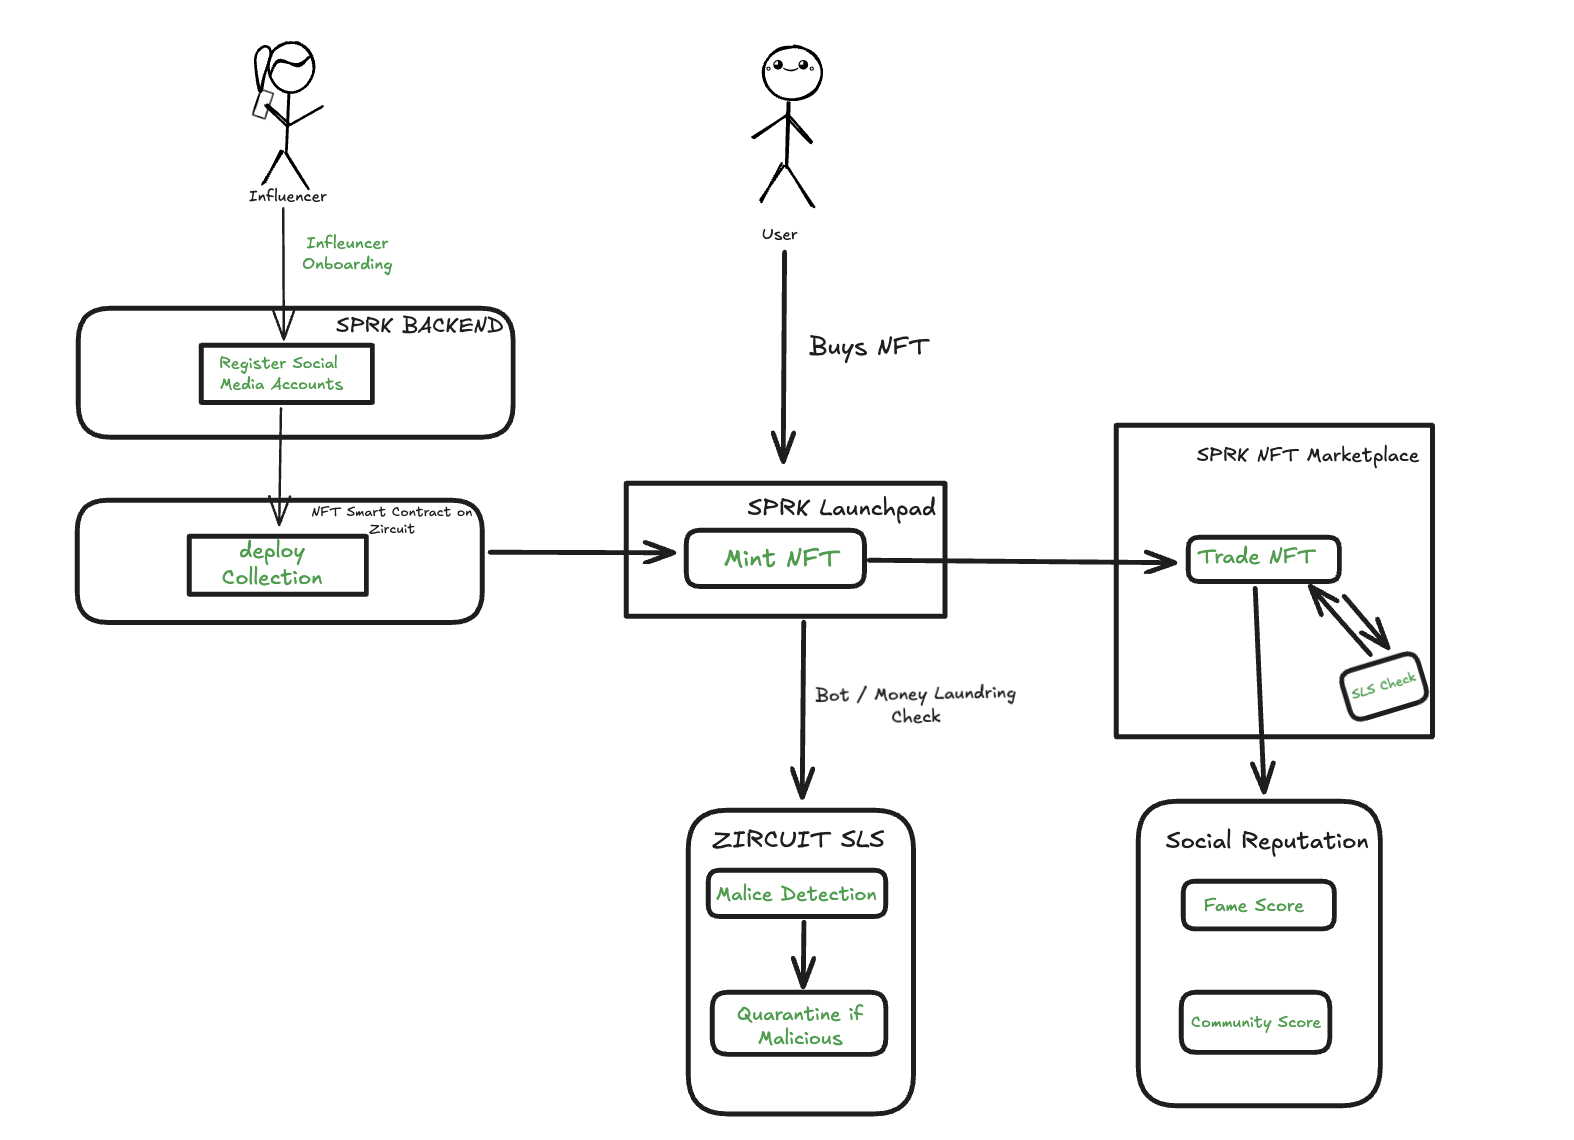 Influencer
Infleuncer
Onboarding
SPRK BACKEND
Register Social
Media Accounts
NFT Smart Contract on
Zircuit
deploy
Collection
User
Buys NFT
SPRK Launchpad
Mint NFT
Bot / Money Laundring
Check
ZIRCUIT SLS
Malice Detection
Quarantine if
Malicious
SPRK NFT Marketplace
Trade NFT
SLS Check
Social Reputation
Fame Score
Community Score